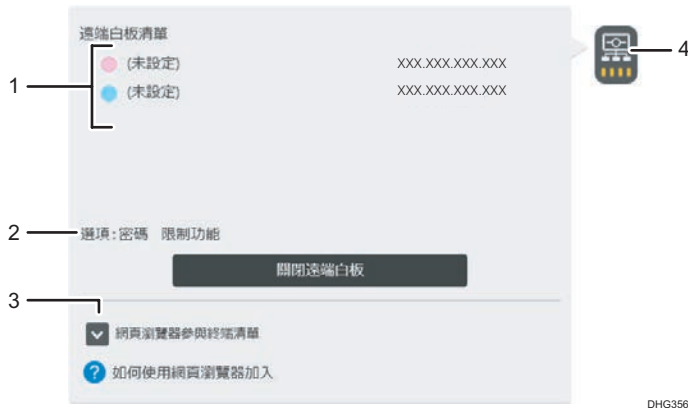 遠端白板清單
1
(未設定) XXX.XXX.XXX.XXX
(未設定) XXX.XXX.XXX.XXX
4
2 選項:密碼 限制功能
關閉遠端白板
3
網頁瀏覽器參與終端清單
? 如何使用網頁瀏覽器加入
DHG356